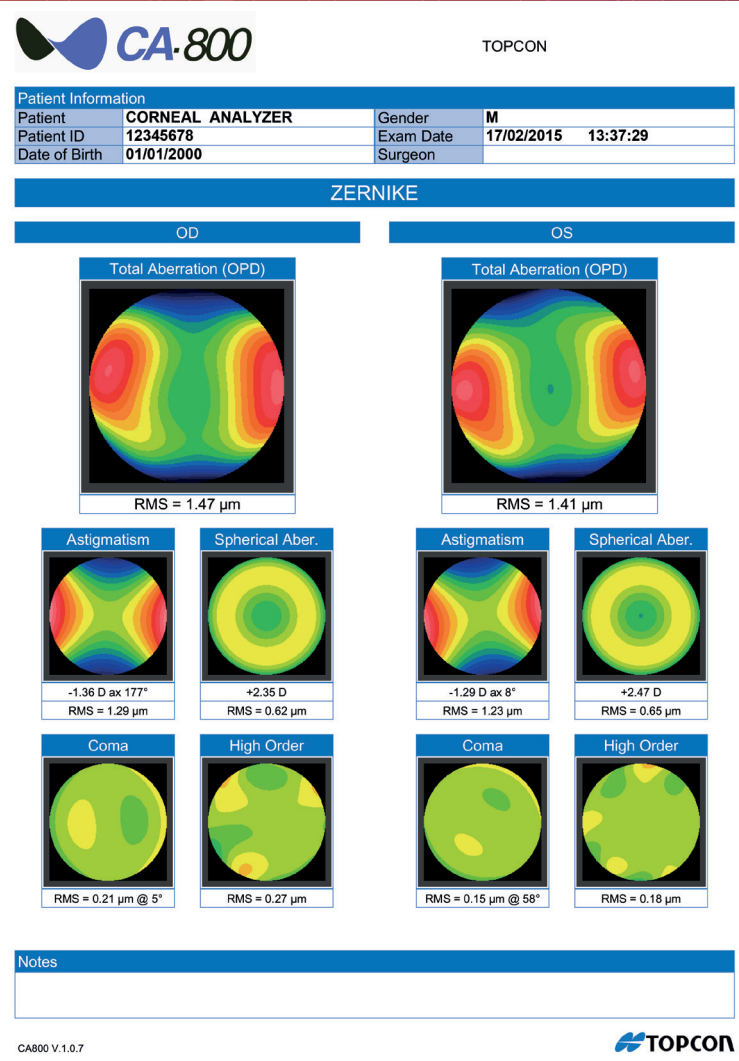 CA-800
TOPCON
Patient Information
Patient CORNEAL ANALYZER Gender M
Patient ID 12345678 Exam Date 17/02/2015 13:37:29
Date of Birth 01/01/2000 Surgeon
ZERNIKE
OD OS
Total Aberration (OPD) Total Aberration (OPD)
RMS = 1.47 µm RMS = 1.41 µm
Astigmatism Spherical Aber. Astigmatism Spherical Aber.
-1.36 D ax 177° +2.35 D -1.29 D ax 8° +2.47 D
RMS = 1.29 µm RMS = 0.62 µm RMS = 1.23 µm RMS = 0.65 µm
Coma High Order Coma High Order
RMS = 0.21 µm @ 5° RMS = 0.27 µm RMS = 0.15 µm @ 58° RMS = 0.18 µm
Notes
CA800 V.1.0.7
TOPCON